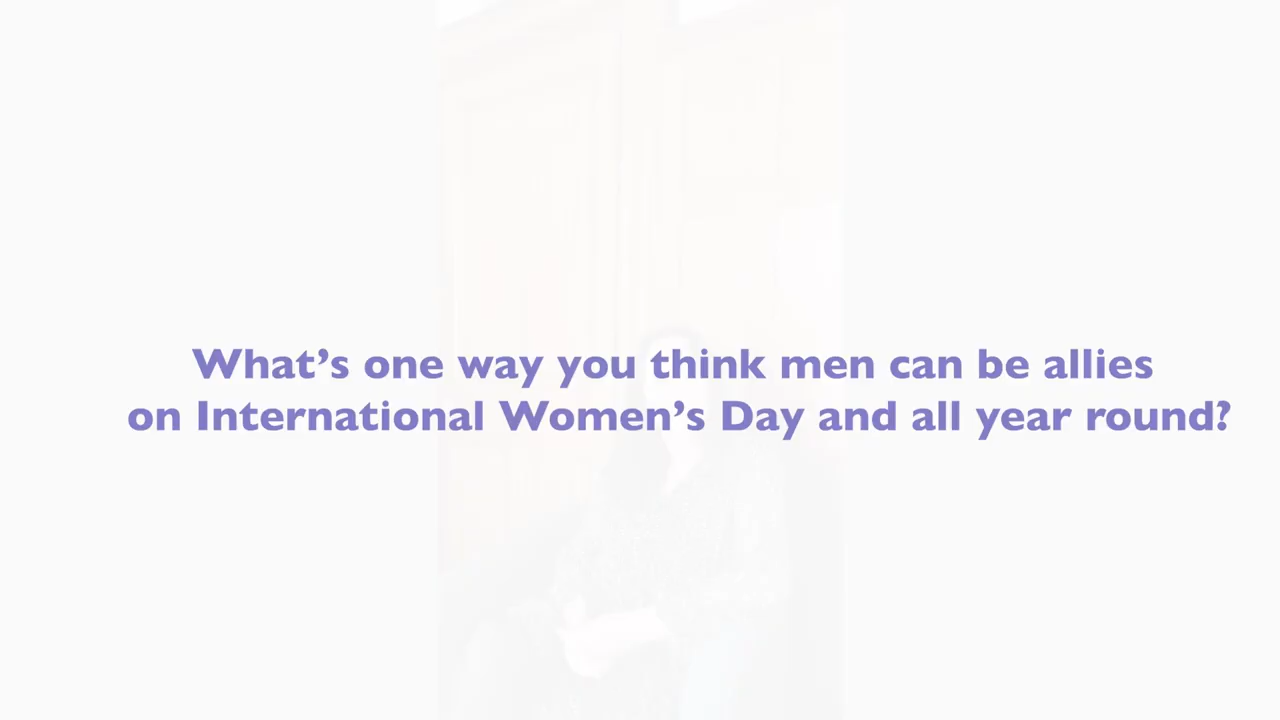 What’s one way you think men can be allies
on International Women’s Day and all year round?